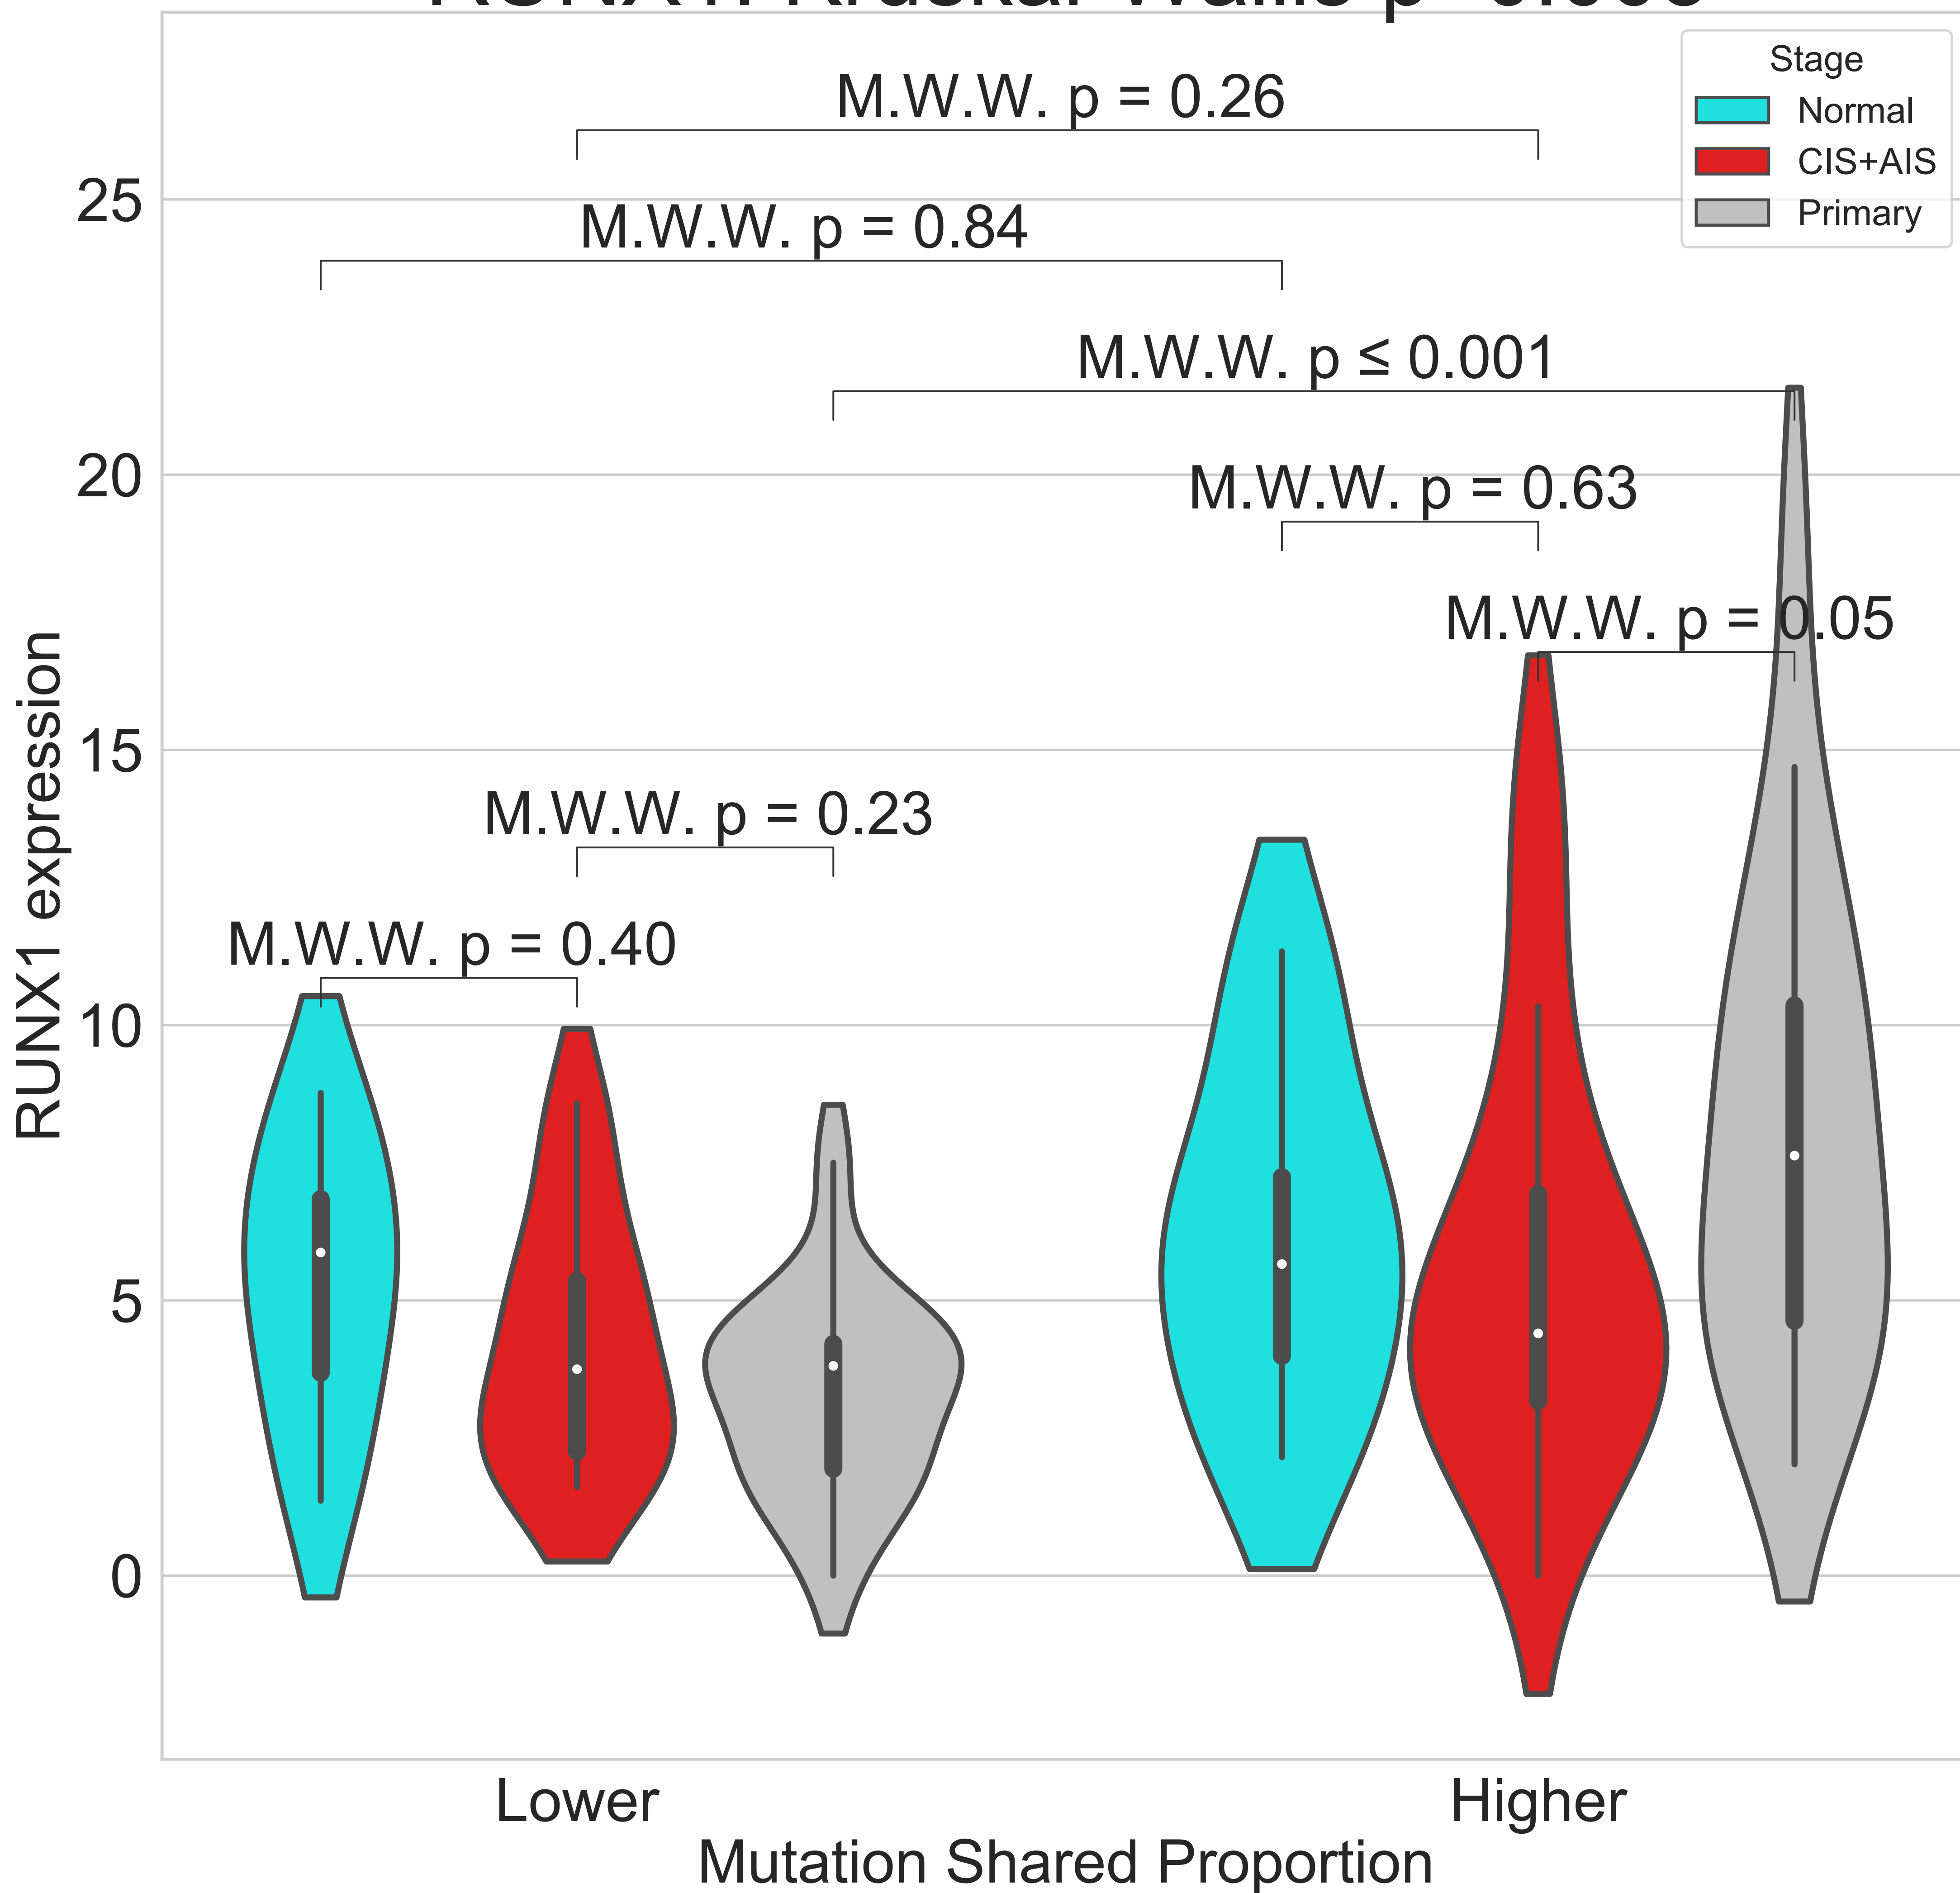 Stage
Normal
CIS+AIS
Primary
M.W.W. p = 0.26
M.W.W. p = 0.84
M.W.W. p ≤ 0.001
M.W.W. p = 0.63
M.W.W. p = 0.05
M.W.W. p = 0.23
M.W.W. p = 0.40
25
20
15
10
5
0
RUNX1 expression
Lower
Higher
Mutation Shared Proportion